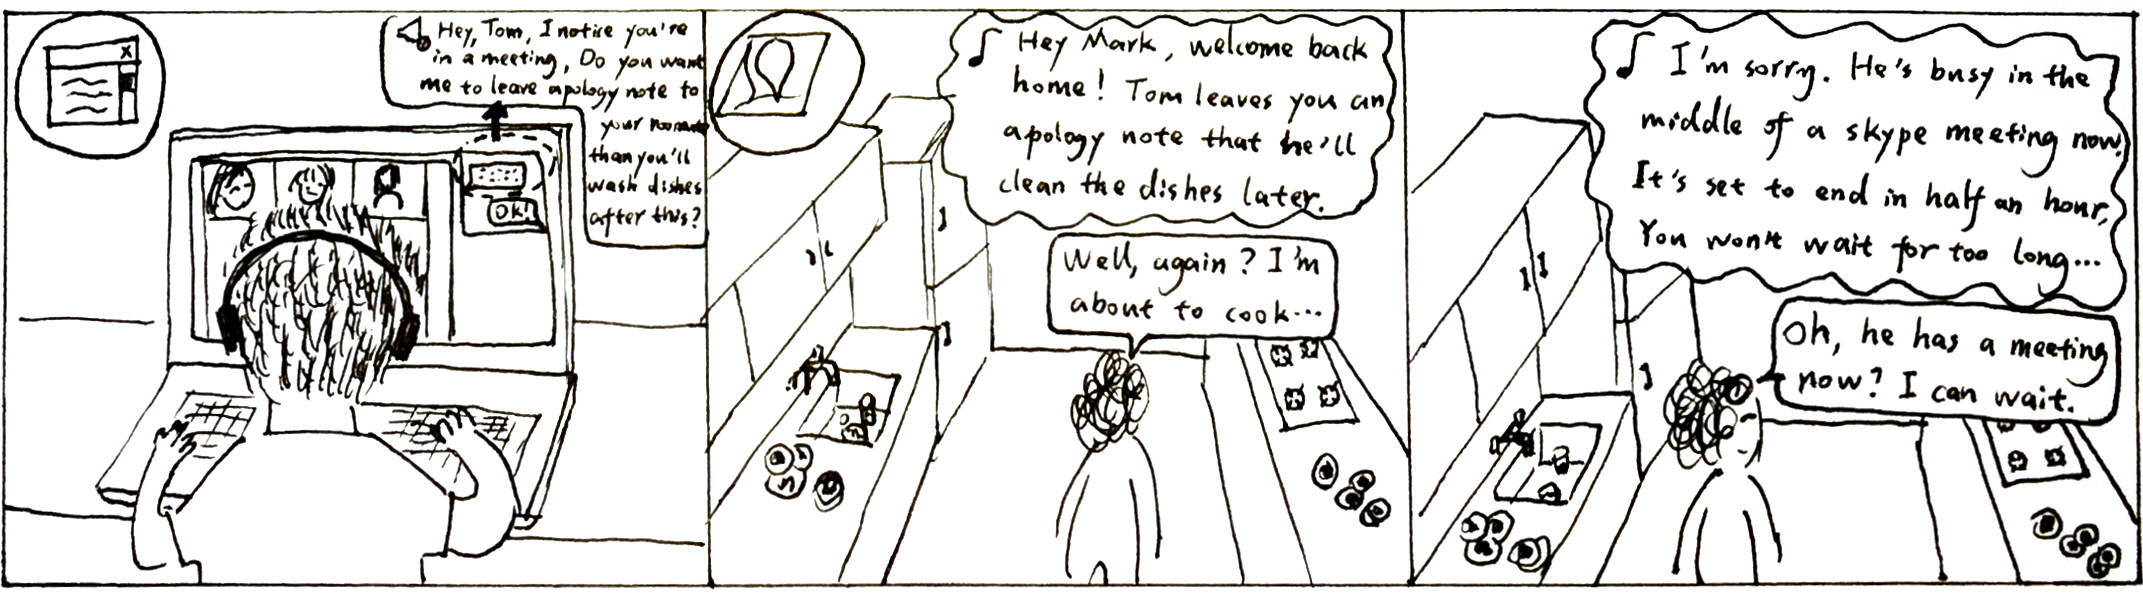 Hey, Tom, I notice you're
in a meeting, Do you want
me to leave apology note to
your roomate
than you'll
wash dishes
after this?
X
OK!
Hey Mark, welcome back
home! Tom leaves you an
apology note that he'll
clean the dishes later.
Well, again? I'm
about to cook...
I'm sorry. He's busy in the
middle of a skype meeting now.
It's set to end in half an hour,
You won't wait for too long...
Oh, he has a meeting
now? I can wait.